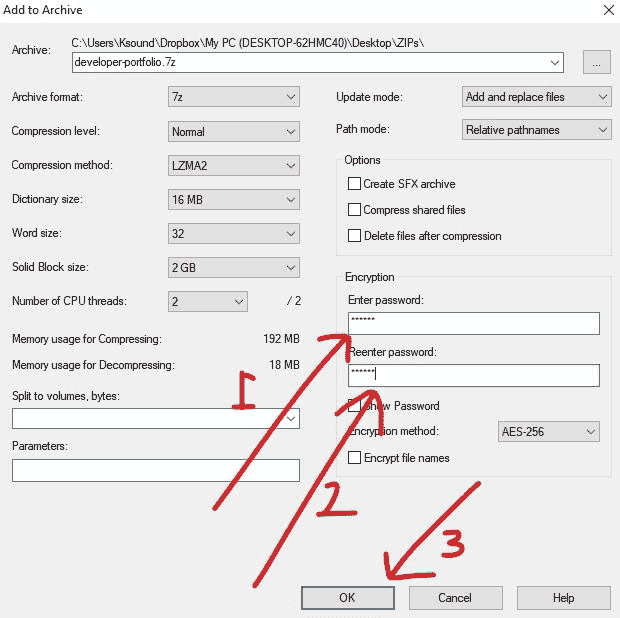 Add to Archive
Archive:
C:\Users\Ksound\Dropbox\My PC (DESKTOP-62HMC40)\Desktop\ZIPs\
developer-portfolio.7z
...
Archive format:
7z
Update mode:
Add and replace files
Compression level:
Normal
Path mode:
Relative pathnames
Compression method:
LZMA2
Options
Create SFX archive
Compress shared files
Delete files after compression
Dictionary size:
16 MB
Word size:
32
Solid Block size:
2 GB
Number of CPU threads:
2
/ 2
Encryption
Enter password:
******
Reenter password:
******
Show Password
Encryption method:
AES-256
Encrypt file names
Memory usage for Compressing:
192 MB
Memory usage for Decompressing:
18 MB
Split to volumes, bytes:
Parameters:
1
2
3
OK
Cancel
Help